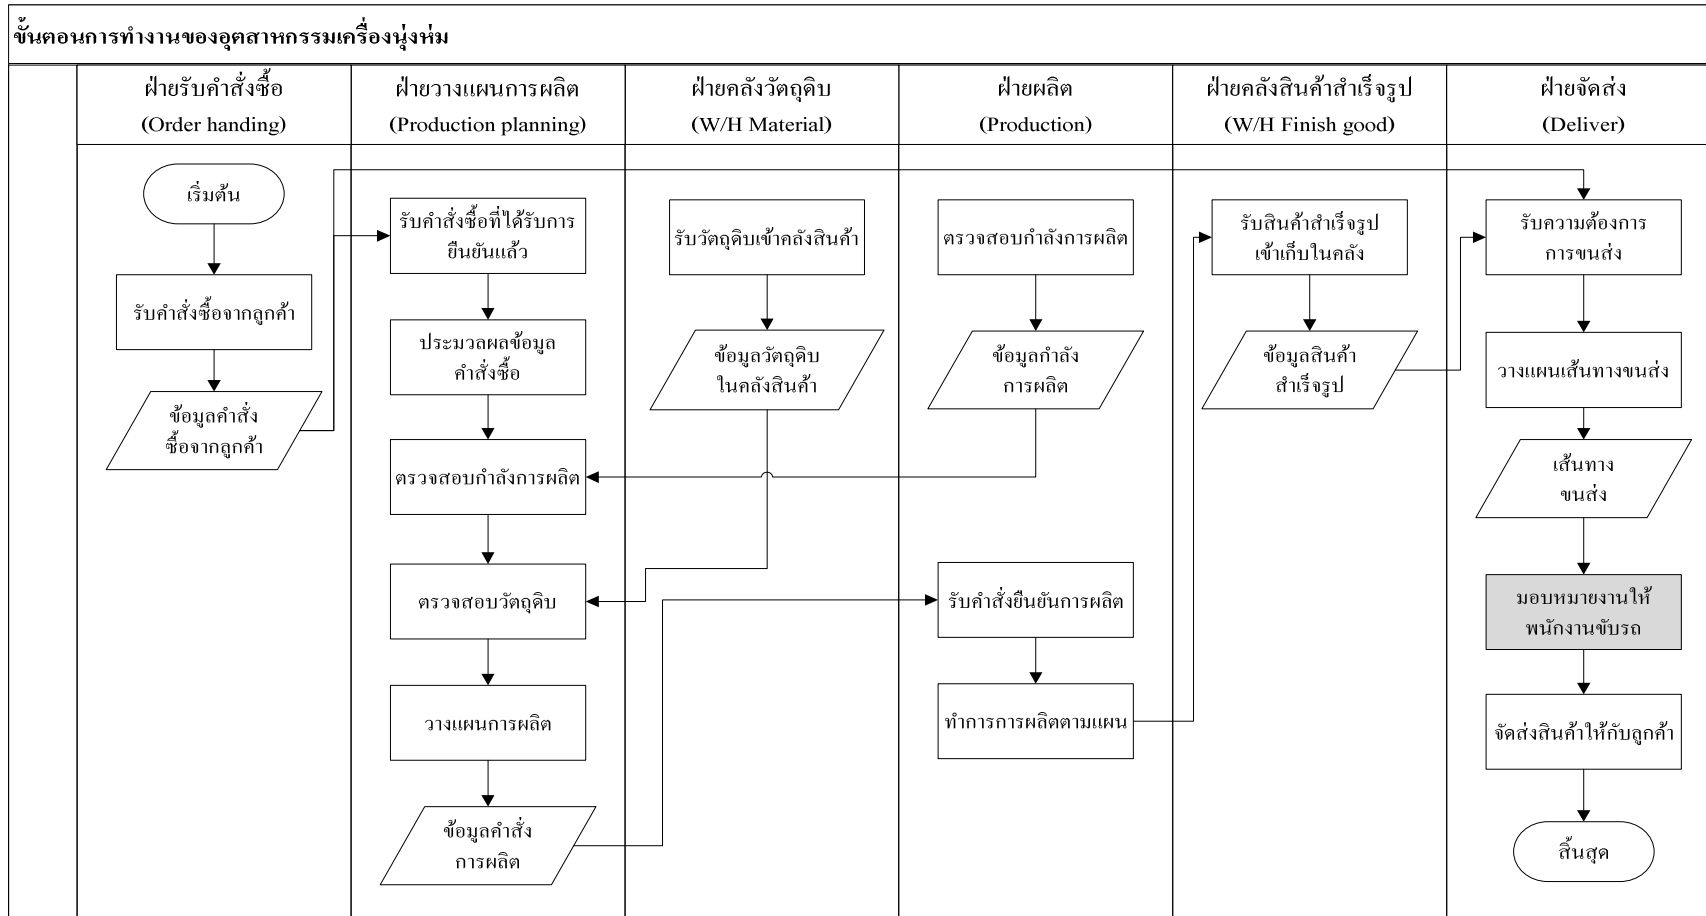 ขั้นตอนการทำงานของอุตสาหกรรมเครื่องนุ่งห่ม
ฝ่ายรับคำสั่งซื้อ
(Order handing)
ฝ่ายวางแผนการผลิต
(Production planning)
ฝ่ายคลังวัตถุดิบ
(W/H Material)
ฝ่ายผลิต
(Production)
ฝ่ายคลังสินค้าสำเร็จรูป
(W/H Finish good)
ฝ่ายจัดส่ง
(Deliver)
เริ่มต้น
รับคำสั่งซื้อจากลูกค้า
ข้อมูลคำสั่ง
ซื้อจากลูกค้า
รับคำสั่งซื้อที่ได้รับการ
ยืนยันแล้ว
ประมวลผลข้อมูล
คำสั่งซื้อ
ตรวจสอบกำลังการผลิต
ตรวจสอบวัตถุดิบ
วางแผนการผลิต
ข้อมูลคำสั่ง
การผลิต
รับวัตถุดิบเข้าคลังสินค้า
ข้อมูลวัตถุดิบ
ในคลังสินค้า
ตรวจสอบกำลังการผลิต
ข้อมูลกำลัง
การผลิต
รับคำสั่งยืนยันการผลิต
ทำการการผลิตตามแผน
รับสินค้าสำเร็จรูป
เข้าเก็บในคลัง
ข้อมูลสินค้า
สำเร็จรูป
รับความต้องการ
การขนส่ง
วางแผนเส้นทางขนส่ง
เส้นทาง
ขนส่ง
มอบหมายงานให้
พนักงานขับรถ
จัดส่งสินค้าให้กับลูกค้า
สิ้นสุด